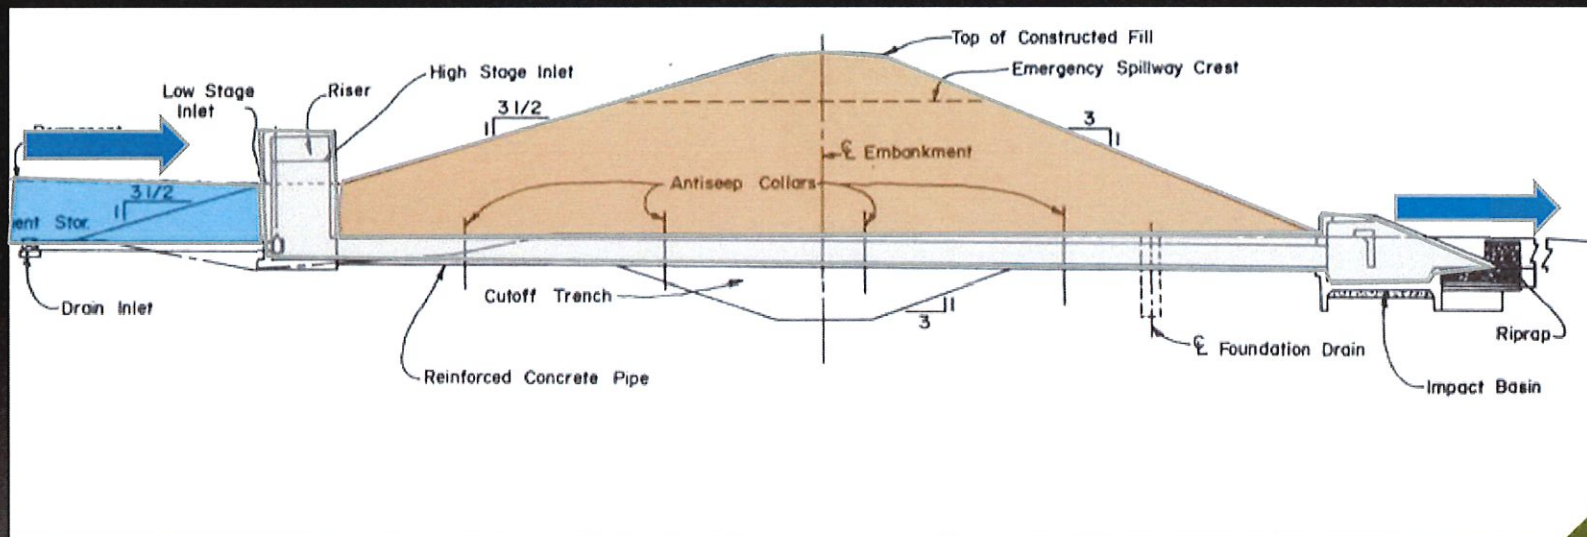 Top of Constructed Fill
Emergency Spillway Crest
High Stage Inlet
Riser
Low Stage
Inlet
3 1/2
1
3
1
℄ Embankment
Antiseep Collars
3 1/2
1
Stor.
Cutoff Trench
Drain Inlet
3
1
Reinforced Concrete Pipe
℄ Foundation Drain
Riprap
Impact Basin